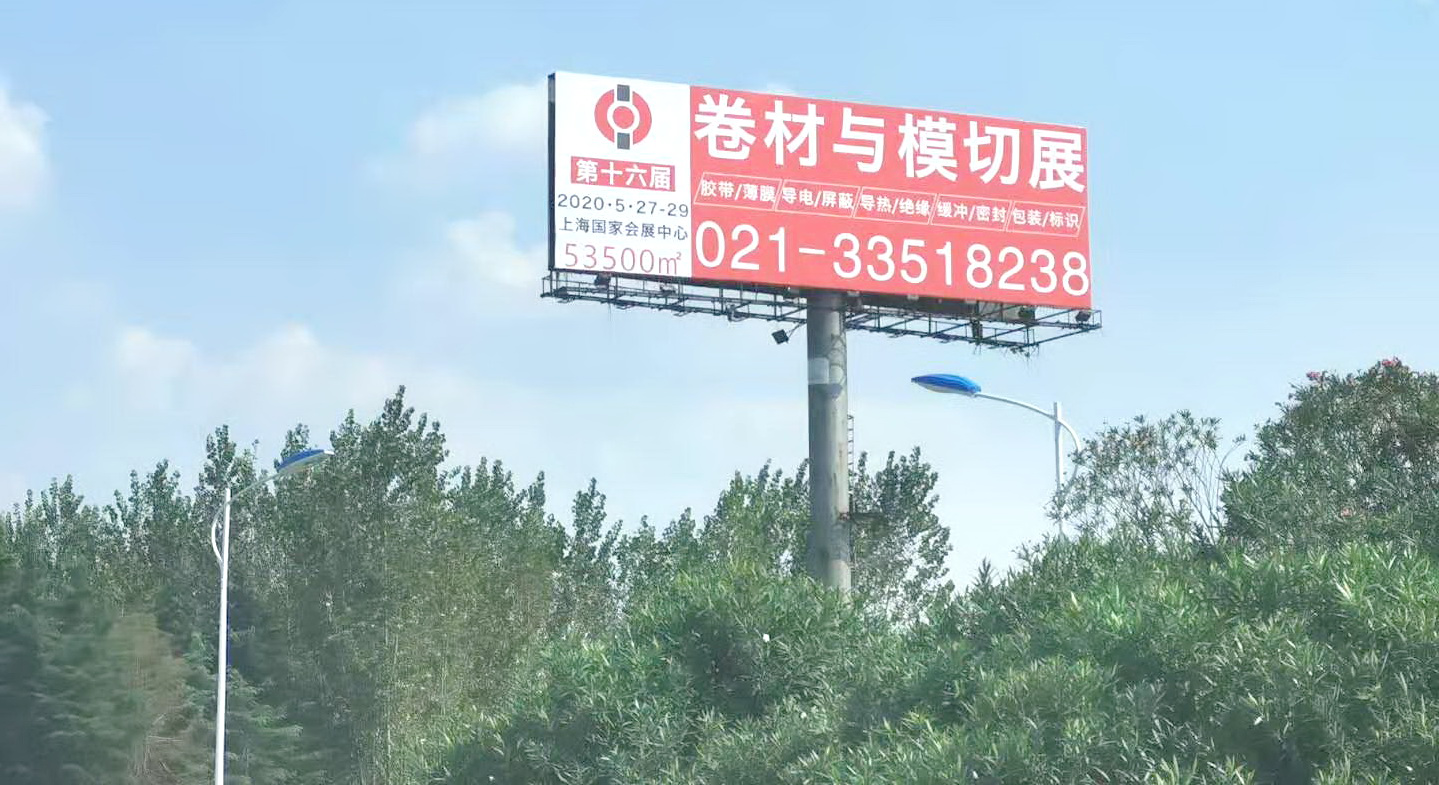 第十六届
2020·5·27-29
上海国家会展中心
53500㎡
卷材与模切展
胶带/薄膜 导电/屏蔽 导热/绝缘 缓冲/密封 包装/标识
021-33518238